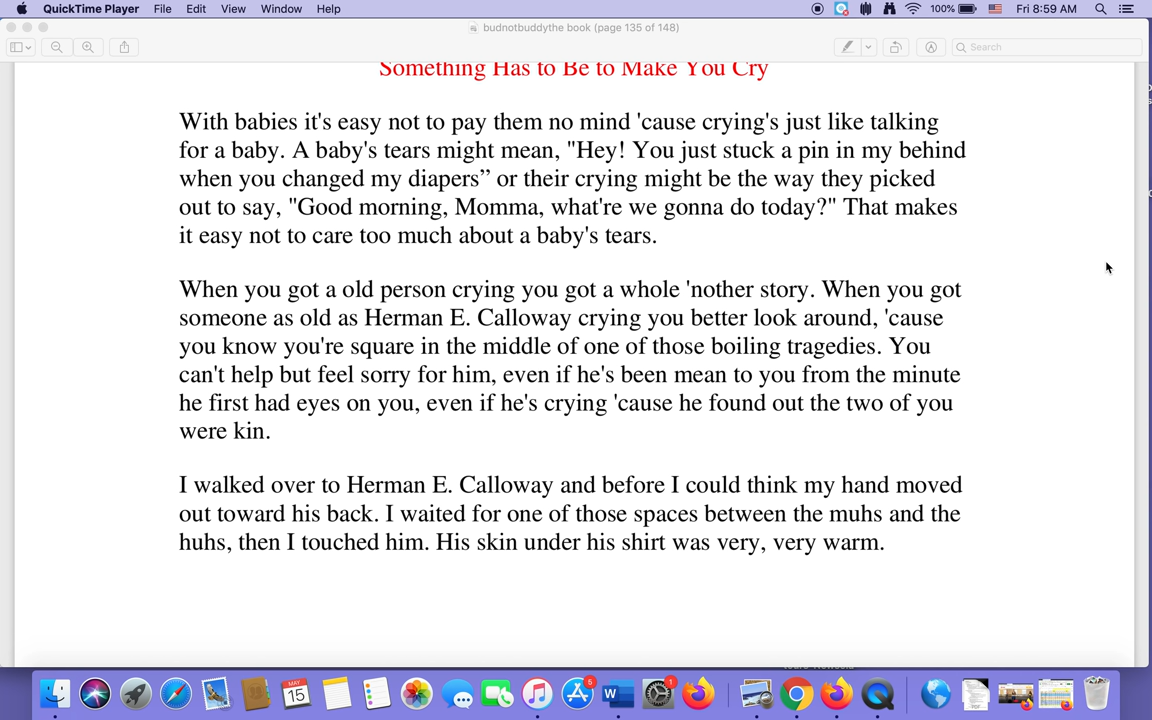 QuickTime Player File Edit View Window Help 100% Fri 8:59 AM
budnotbuddythe book (page 135 of 148)
Search
Something Has to Be to Make You Cry
With babies it's easy not to pay them no mind 'cause crying's just like talking
for a baby. A baby's tears might mean, "Hey! You just stuck a pin in my behind
when you changed my diapers” or their crying might be the way they picked
out to say, "Good morning, Momma, what're we gonna do today?" That makes
it easy not to care too much about a baby's tears.
When you got a old person crying you got a whole 'nother story. When you got
someone as old as Herman E. Calloway crying you better look around, 'cause
you know you're square in the middle of one of those boiling tragedies. You
can't help but feel sorry for him, even if he's been mean to you from the minute
he first had eyes on you, even if he's crying 'cause he found out the two of you
were kin.
I walked over to Herman E. Calloway and before I could think my hand moved
out toward his back. I waited for one of those spaces between the muhs and the
huhs, then I touched him. His skin under his shirt was very, very warm.
MAY
15
5
W
1